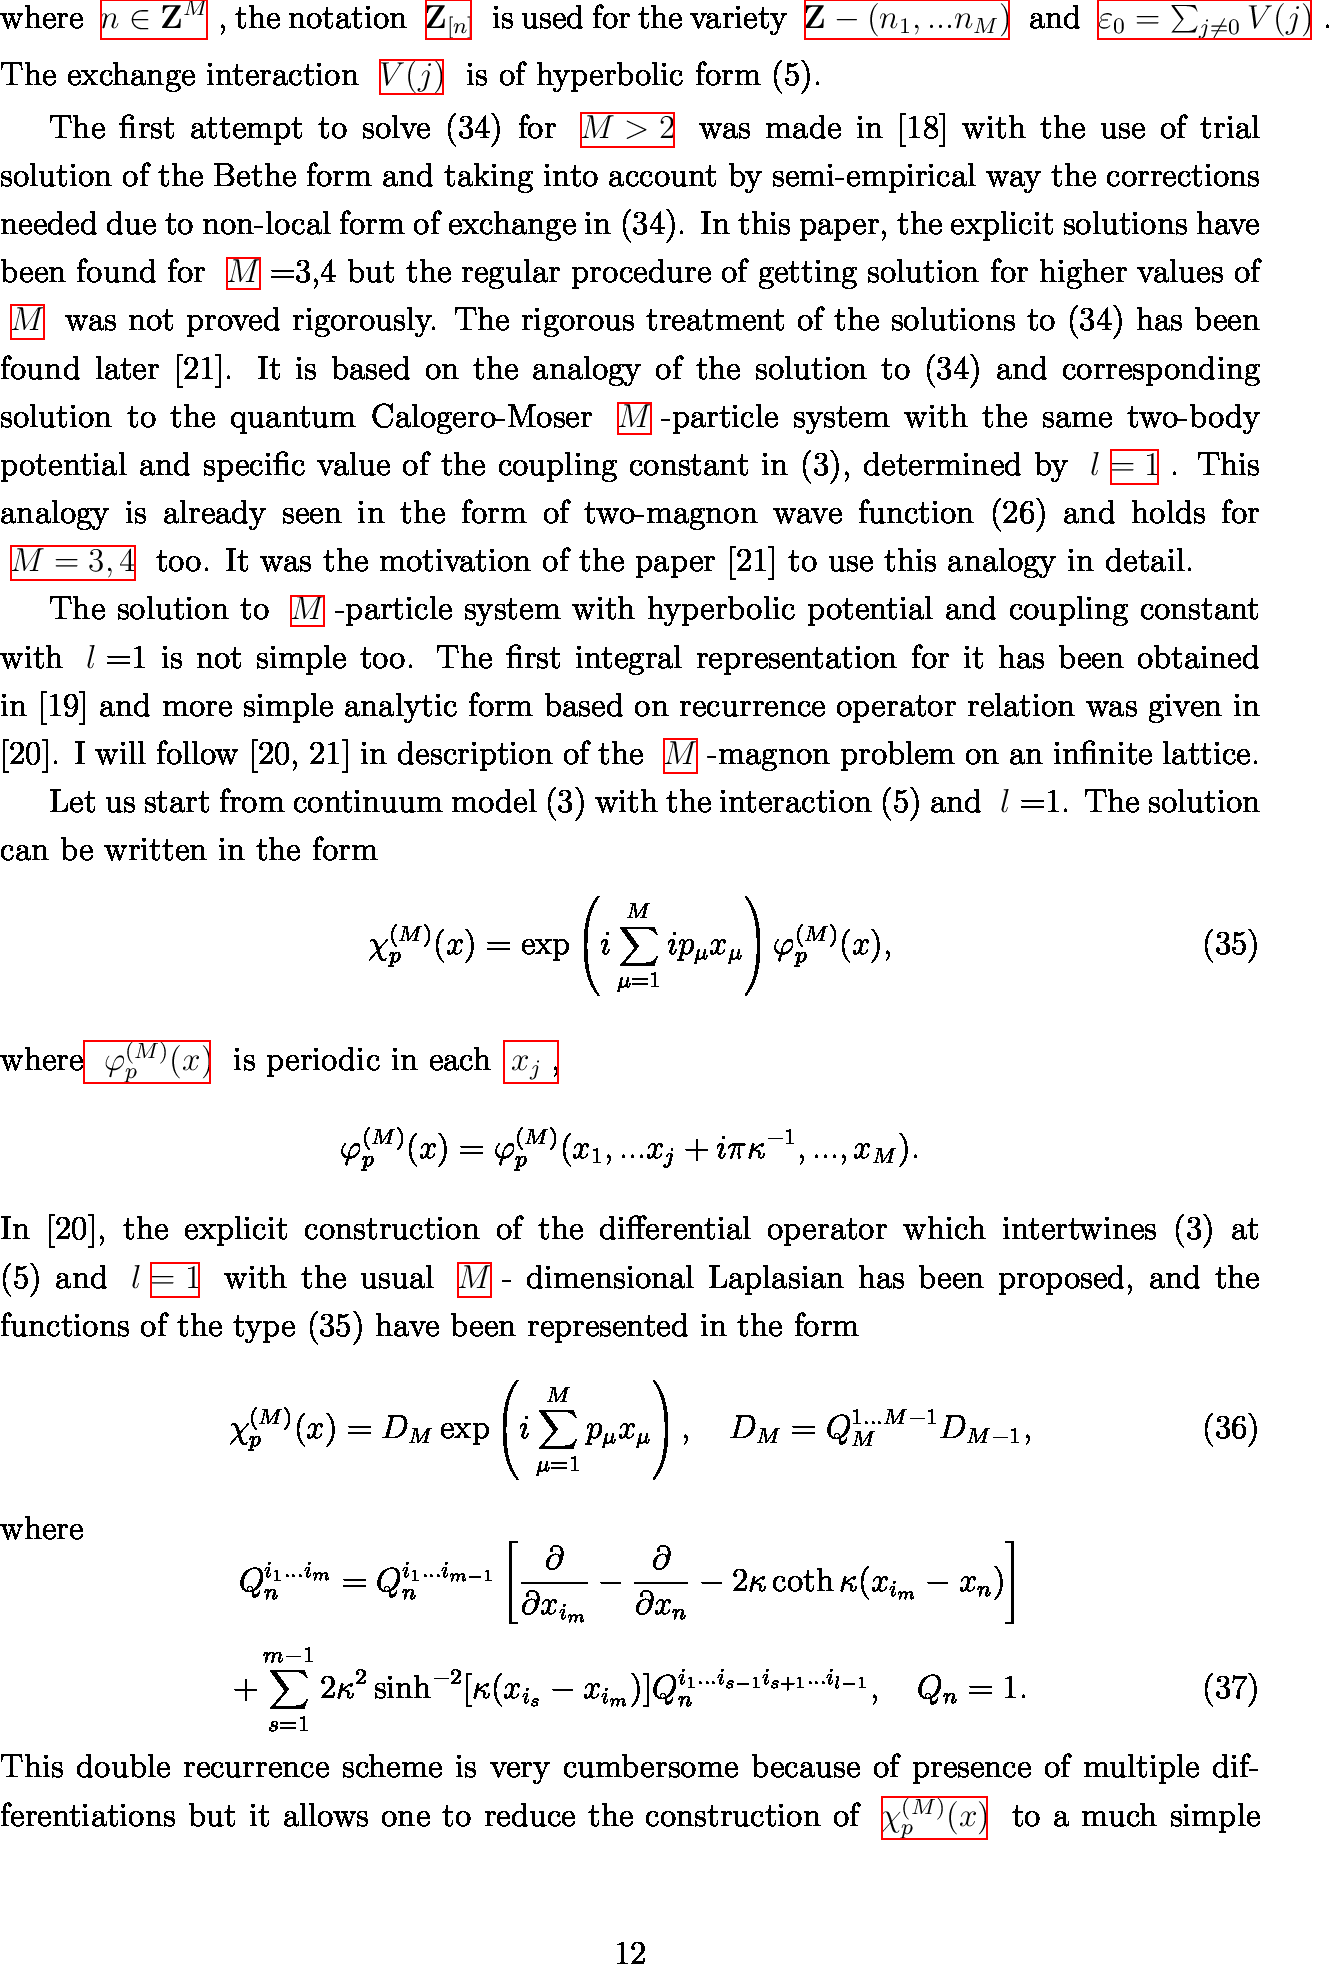 where $n \in \mathbf{Z}^M$ , the notation $\mathbf{Z}_{[n]}$ is used for the variety $\mathbf{Z} - (n_1, ...n_M)$ and $\varepsilon_0 = \sum_{j \neq 0} V(j)$ .
The exchange interaction $V(j)$ is of hyperbolic form (5).
The first attempt to solve (34) for $M > 2$ was made in [18] with the use of trial
solution of the Bethe form and taking into account by semi-empirical way the corrections
needed due to non-local form of exchange in (34). In this paper, the explicit solutions have
been found for $M$ =3,4 but the regular procedure of getting solution for higher values of
$M$ was not proved rigorously. The rigorous treatment of the solutions to (34) has been
found later [21]. It is based on the analogy of the solution to (34) and corresponding
solution to the quantum Calogero-Moser $M$ -particle system with the same two-body
potential and specific value of the coupling constant in (3), determined by $l = 1$ . This
analogy is already seen in the form of two-magnon wave function (26) and holds for
$M = 3, 4$ too. It was the motivation of the paper [21] to use this analogy in detail.
The solution to $M$ -particle system with hyperbolic potential and coupling constant
with $l$ =1 is not simple too. The first integral representation for it has been obtained
in [19] and more simple analytic form based on recurrence operator relation was given in
[20]. I will follow [20, 21] in description of the $M$ -magnon problem on an infinite lattice.
Let us start from continuum model (3) with the interaction (5) and $l$ =1. The solution
can be written in the form
$$\chi_p^{(M)}(x) = \exp\left(i \sum_{\mu=1}^{M} i p_\mu x_\mu\right) \varphi_p^{(M)}(x), \quad (35)$$
where $\varphi_p^{(M)}(x)$ is periodic in each $x_j$ ,
$$\varphi_p^{(M)}(x) = \varphi_p^{(M)}(x_1, ...x_j + i\pi\kappa^{-1}, ..., x_M).$$
In [20], the explicit construction of the differential operator which intertwines (3) at
(5) and $l = 1$ with the usual $M$ - dimensional Laplasian has been proposed, and the
functions of the type (35) have been represented in the form
$$\chi_p^{(M)}(x) = D_M \exp\left(i \sum_{\mu=1}^{M} p_\mu x_\mu\right), \quad D_M = Q_M^{1...M-1} D_{M-1}, \quad (36)$$
where
$$Q_n^{i_1...i_m} = Q_n^{i_1...i_{m-1}} \left[\frac{\partial}{\partial x_{i_m}} - \frac{\partial}{\partial x_n} - 2\kappa \coth \kappa(x_{i_m} - x_n)\right]$$
$$+ \sum_{s=1}^{m-1} 2\kappa^2 \sinh^{-2}[\kappa(x_{i_s} - x_{i_m})] Q_n^{i_1...i_{s-1}i_{s+1}...i_{l-1}}, \quad Q_n = 1. \quad (37)$$
This double recurrence scheme is very cumbersome because of presence of multiple dif-
ferentiations but it allows one to reduce the construction of $\chi_p^{(M)}(x)$ to a much simple
12